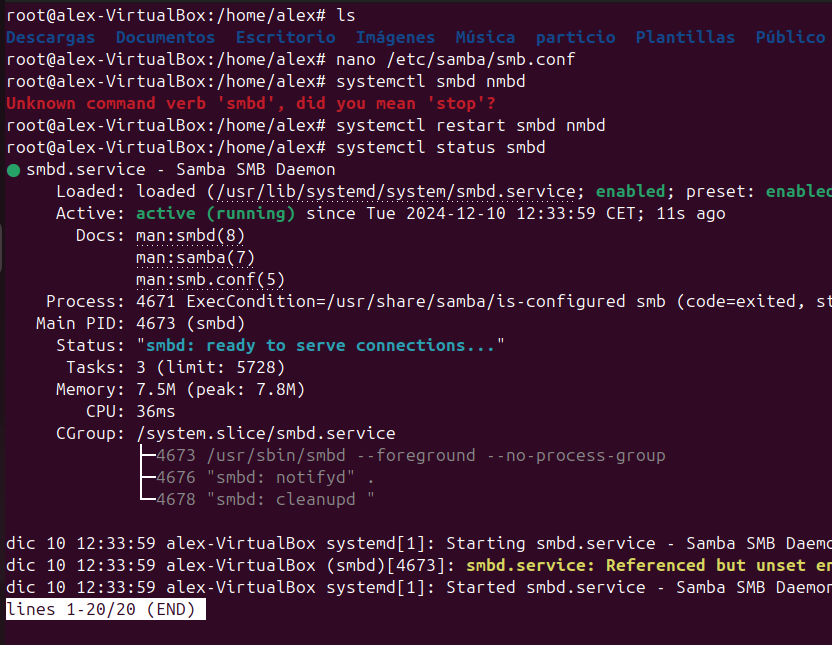 root@alex-VirtualBox:/home/alex# ls
Descargas  Documentos  Escritorio  Imágenes  Música  particio  Plantillas  Público
root@alex-VirtualBox:/home/alex# nano /etc/samba/smb.conf
root@alex-VirtualBox:/home/alex# systemctl smbd nmbd
Unknown command verb 'smbd', did you mean 'stop'?
root@alex-VirtualBox:/home/alex# systemctl restart smbd nmbd
root@alex-VirtualBox:/home/alex# systemctl status smbd
● smbd.service - Samba SMB Daemon
     Loaded: loaded (/usr/lib/systemd/system/smbd.service; enabled; preset: enabled
     Active: active (running) since Tue 2024-12-10 12:33:59 CET; 11s ago
       Docs: man:smbd(8)
             man:samba(7)
             man:smb.conf(5)
    Process: 4671 ExecCondition=/usr/share/samba/is-configured smb (code=exited, st
   Main PID: 4673 (smbd)
     Status: "smbd: ready to serve connections..."
      Tasks: 3 (limit: 5728)
     Memory: 7.5M (peak: 7.8M)
        CPU: 36ms
     CGroup: /system.slice/smbd.service
             ├─4673 /usr/sbin/smbd --foreground --no-process-group
             ├─4676 "smbd: notifyd" .
             └─4678 "smbd: cleanupd "
dic 10 12:33:59 alex-VirtualBox systemd[1]: Starting smbd.service - Samba SMB Daemo
dic 10 12:33:59 alex-VirtualBox (smbd)[4673]: smbd.service: Referenced but unset en
dic 10 12:33:59 alex-VirtualBox systemd[1]: Started smbd.service - Samba SMB Daemon
lines 1-20/20 (END)